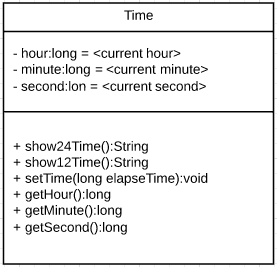 Time
- hour:long = <current hour>
- minute:long = <current minute>
- second:lon = <current second>
+ show24Time():String
+ show12Time():String
+ setTime(long elapseTime):void
+ getHour():long
+ getMinute():long
+ getSecond():long